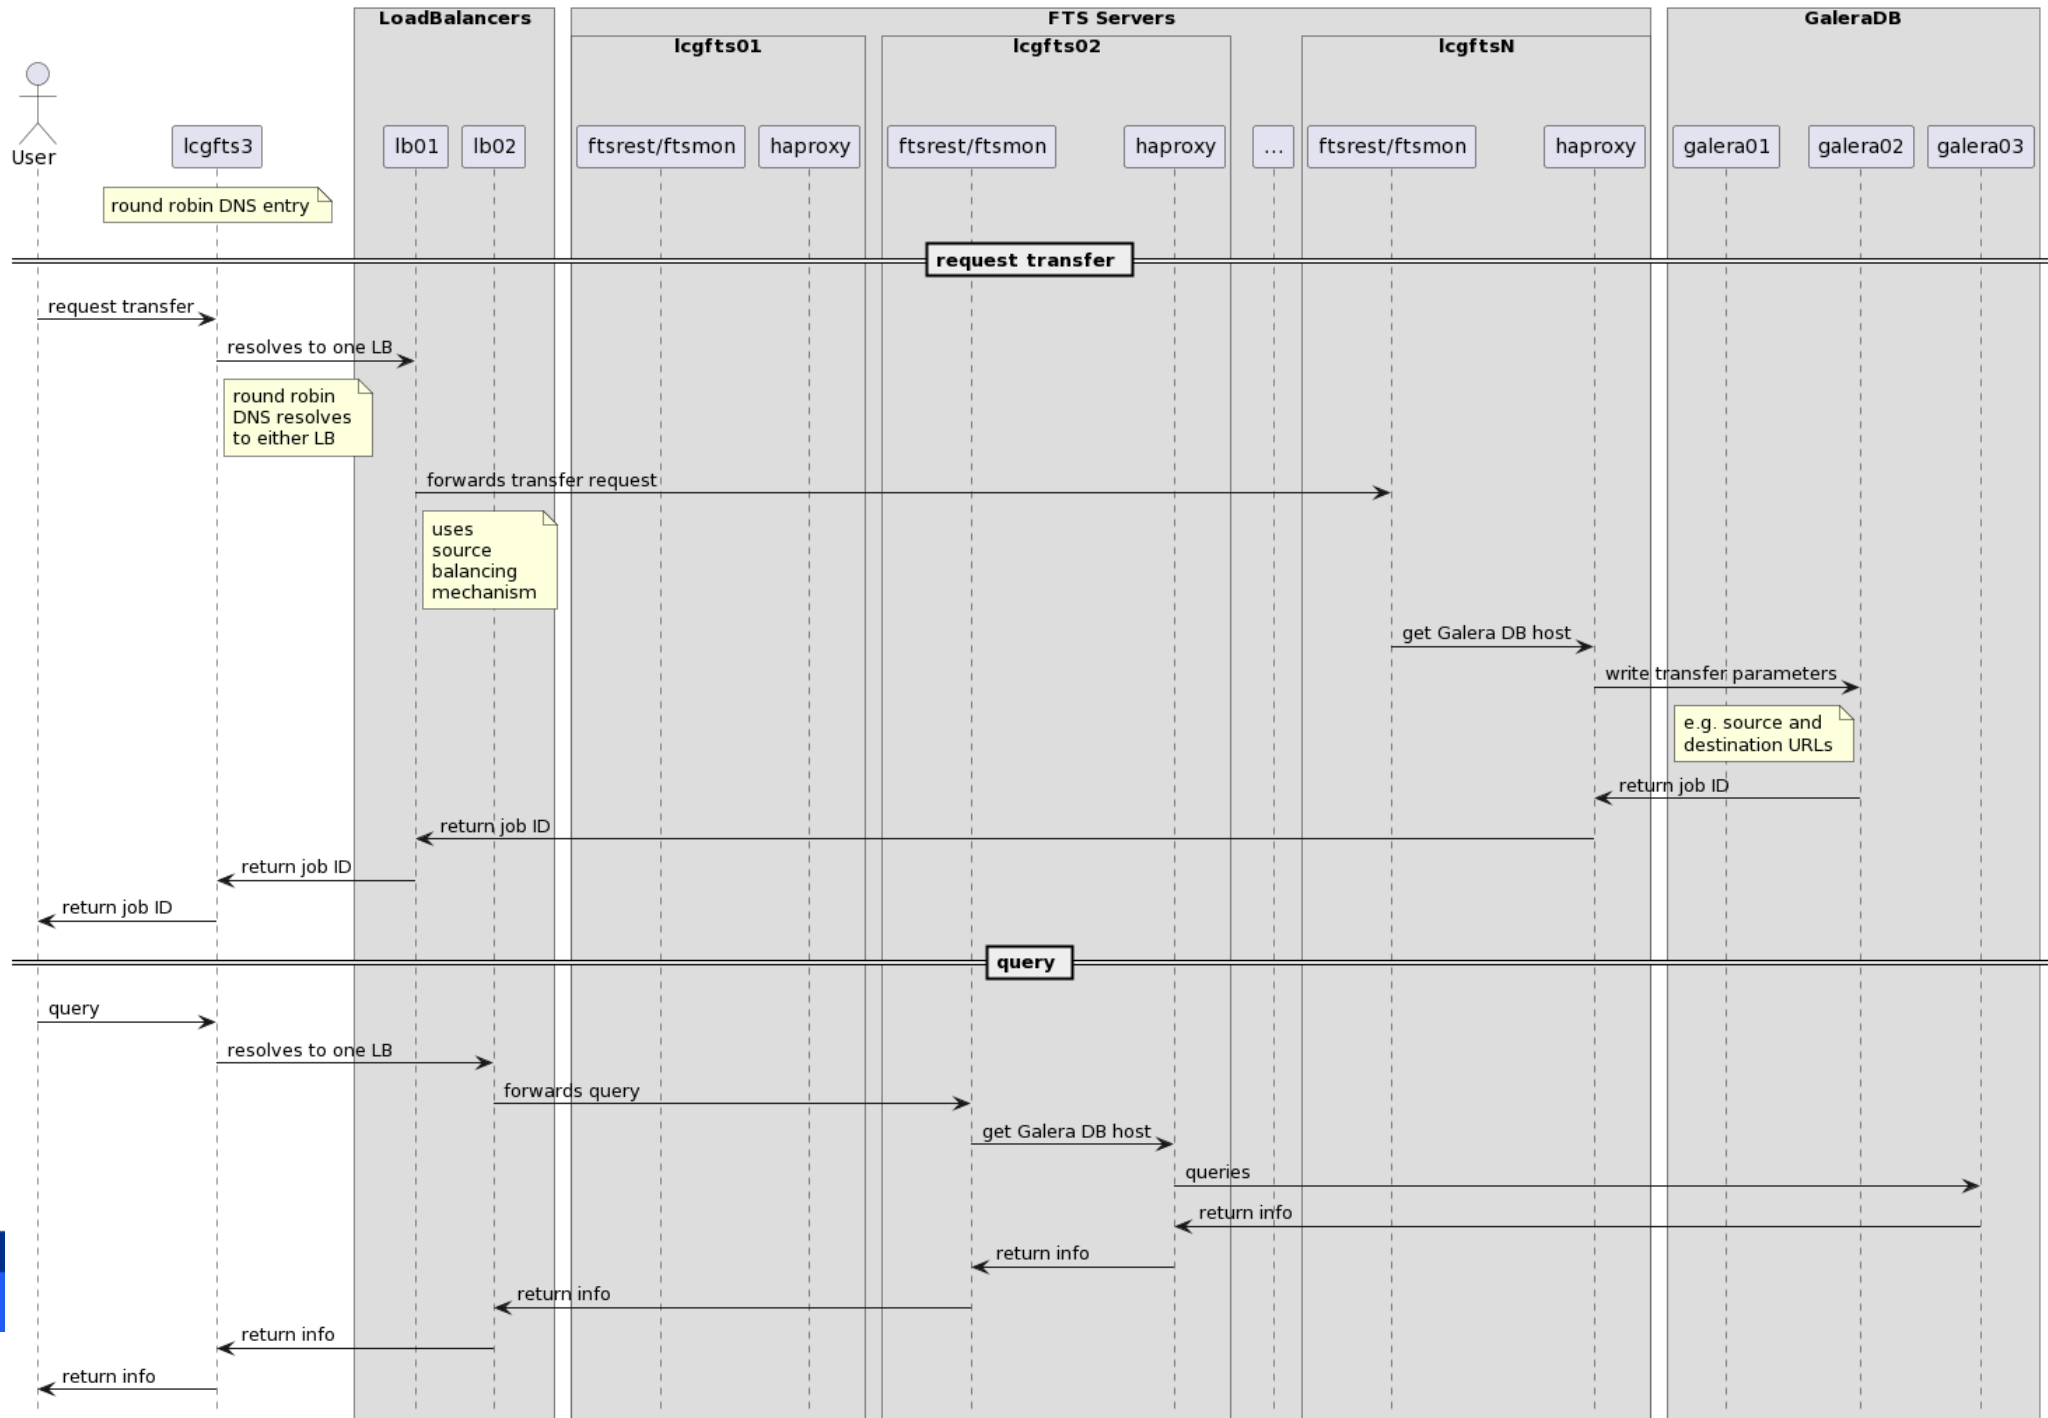 LoadBalancers
FTS Servers
GaleraDB
lcgfts01
lcgfts02
lcgftsN
User
lcgfts3
lb01
lb02
ftsrest/ftsmon
haproxy
ftsrest/ftsmon
haproxy
...
ftsrest/ftsmon
haproxy
galera01
galera02
galera03
round robin DNS entry
request transfer
request transfer
resolves to one LB
round robin
DNS resolves
to either LB
forwards transfer request
uses
source
balancing
mechanism
get Galera DB host
write transfer parameters
e.g. source and
destination URLs
return job ID
return job ID
return job ID
return job ID
query
query
resolves to one LB
forwards query
get Galera DB host
queries
return info
return info
return info
return info
return info